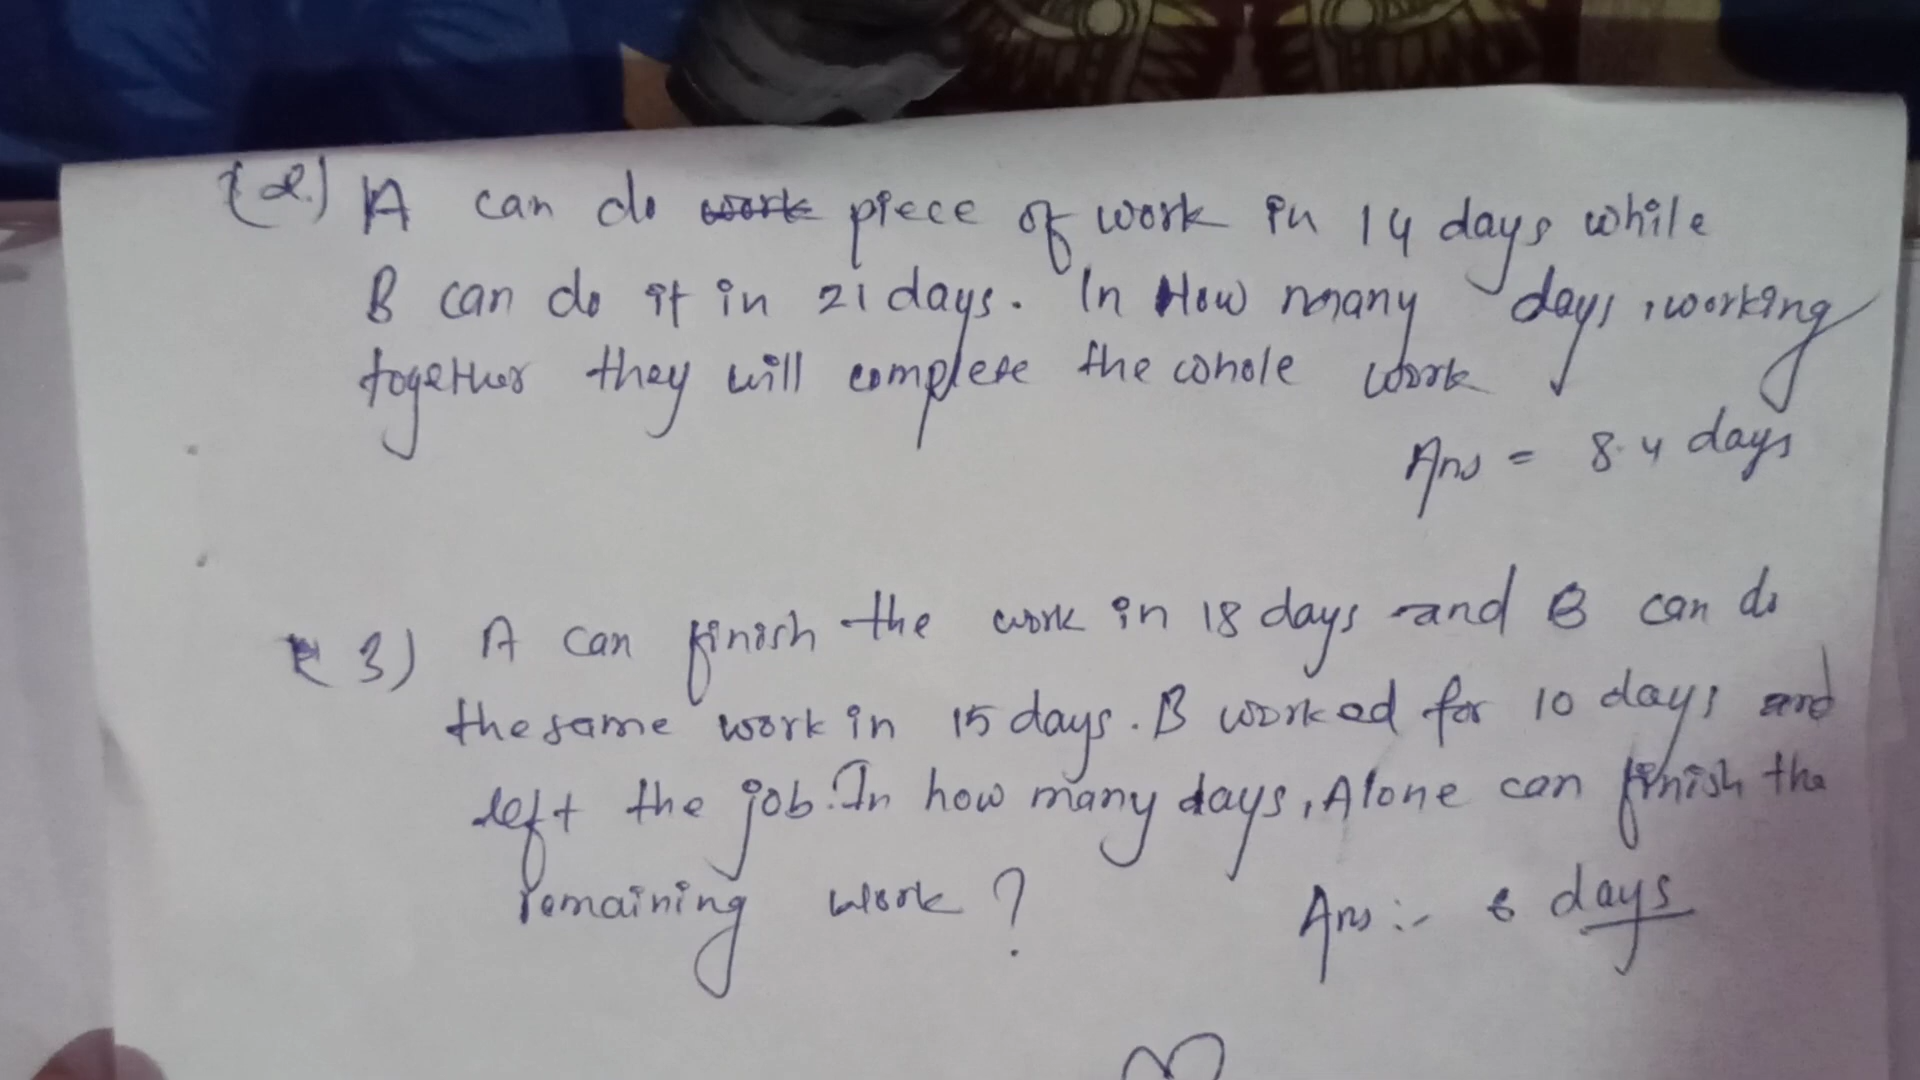 (2.) A can do work piece of work in 14 days while
B can do it in 21 days. In How many days, working
together they will complete the whole work
Ans = 8.4 days
3) A can finish the work in 18 days and B can do
the same work in 15 days. B worked for 10 days and
left the job. In how many days, A lone can finish the
remaining work ?
Ans :- 6 days